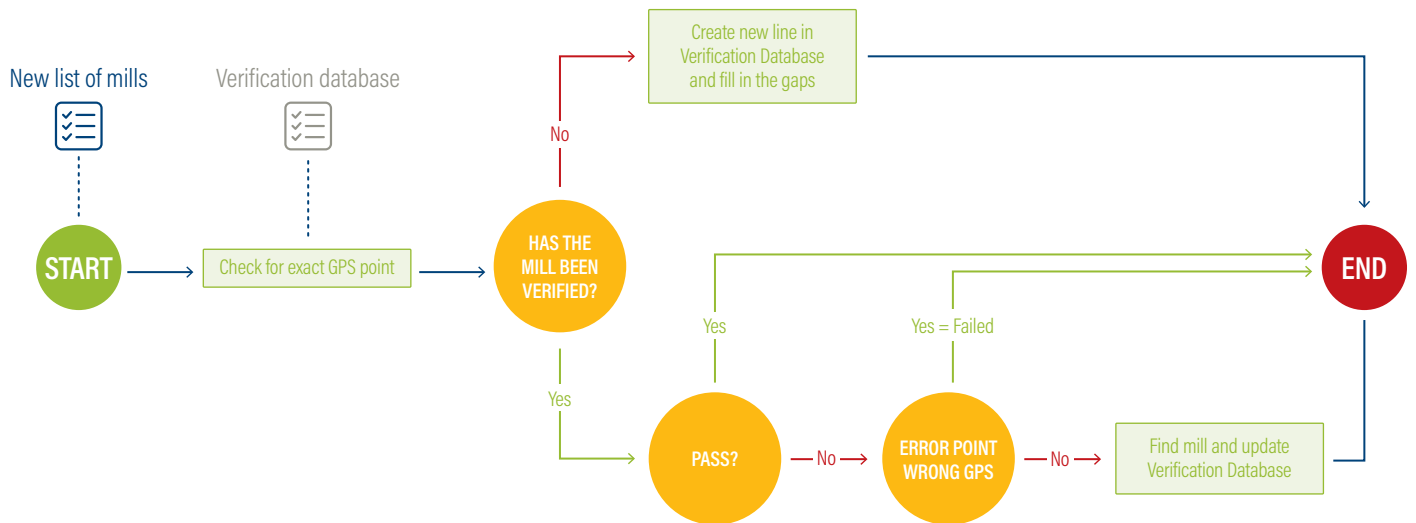 New list of mills
Verification database
START
Check for exact GPS point
HAS THE
MILL BEEN
VERIFIED?
No
Create new line in
Verification Database
and fill in the gaps
Yes
PASS?
Yes
No
ERROR POINT
WRONG GPS
Yes = Failed
No
Find mill and update
Verification Database
END